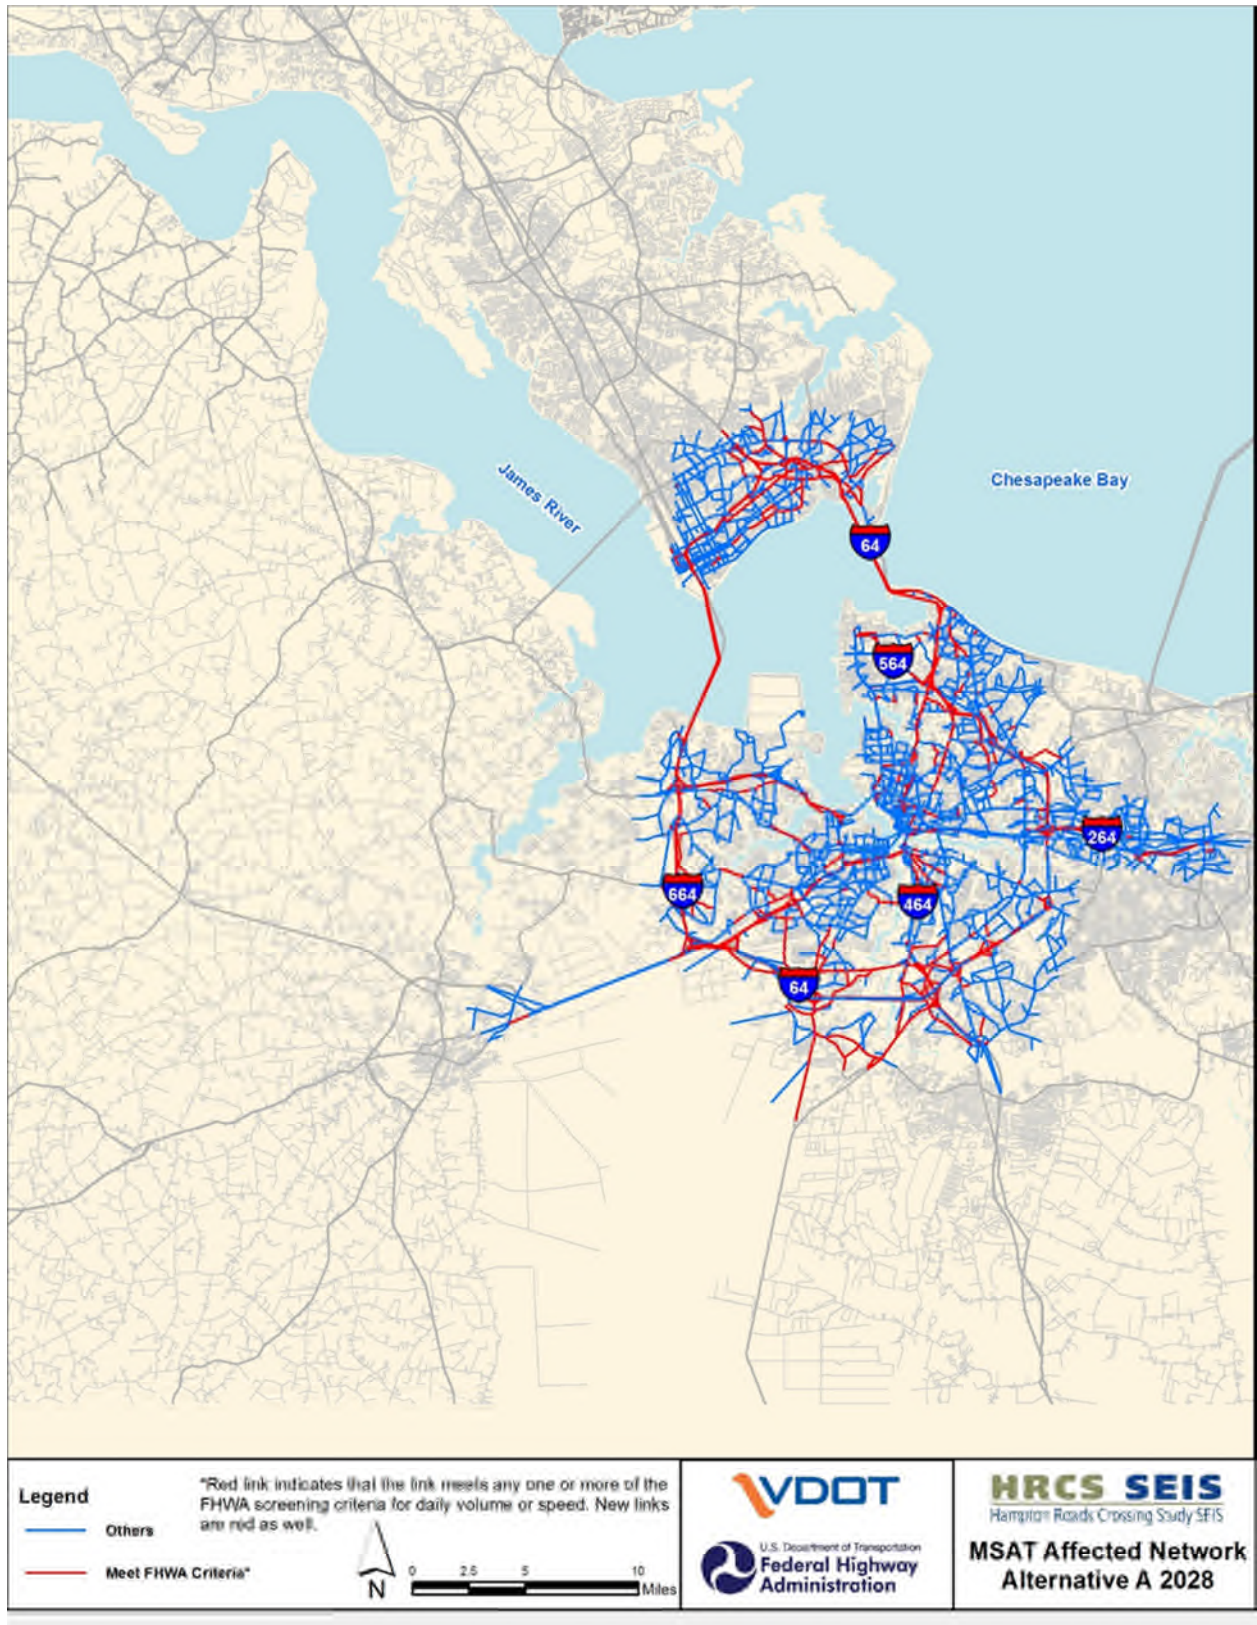 James River
Chesapeake Bay
64
564
264
664
464
64
Legend
Others
Meet FHWA Criteria*
*Red link indicates that the link meets any one or more of the
FHWA screening criteria for daily volume or speed. New links
are red as well.
N
0 2.5 5 10
Miles
VDOT
U.S. Department of Transportation
Federal Highway
Administration
HRCS SEIS
Hampton Roads Crossing Study SEIS
MSAT Affected Network
Alternative A 2028